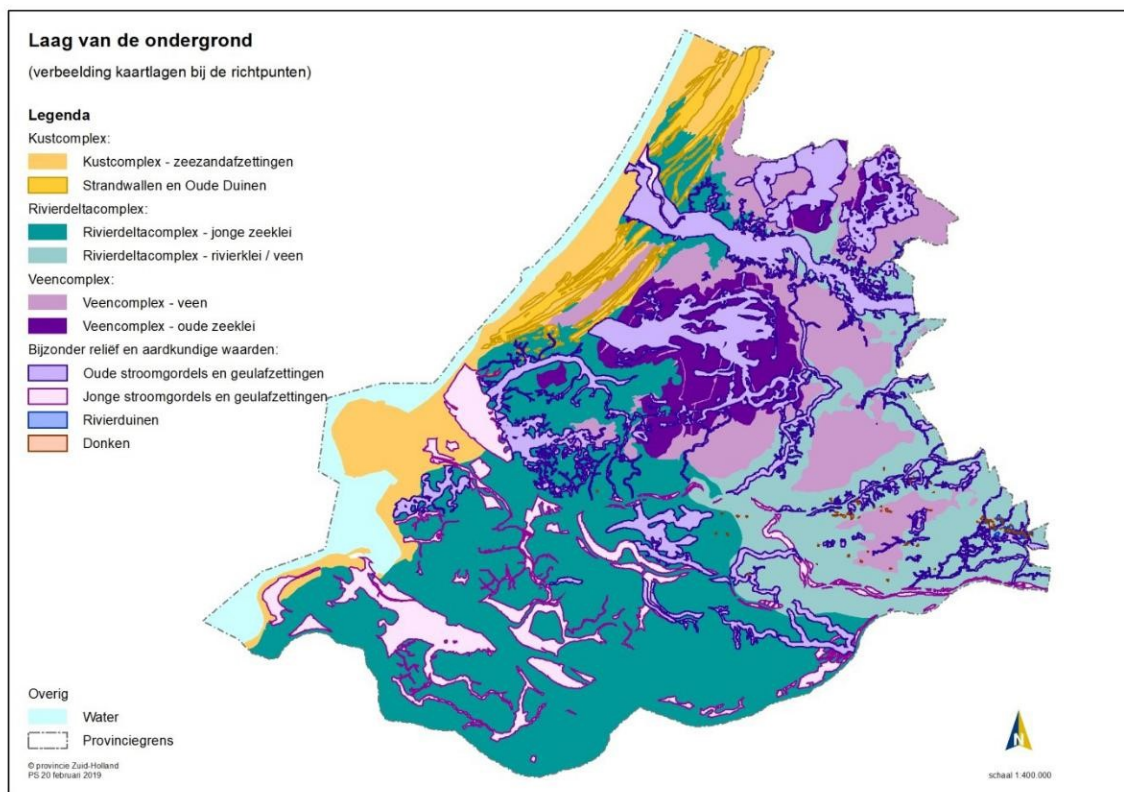 Laag van de ondergrond
(verbeelding kaartlagen bij de richtpunten)
Legenda
Kustcomplex:
Kustcomplex - zeezandafzettingen
Strandwallen en Oude Duinen
Rivierdeltacomplex:
Rivierdeltacomplex - jonge zeeklei
Rivierdeltacomplex - rivierklei / veen
Veencomplex:
Veencomplex - veen
Veencomplex - oude zeeklei
Bijzonder reliëf en aardkundige waarden:
Oude stroomgordels en geulafzettingen
Jonge stroomgordels en geulafzettingen
Rivierduinen
Donken
Overig
Water
Provinciegrens
© provincie Zuid-Holland
PS 20 februari 2019
N
schaal 1:400.000